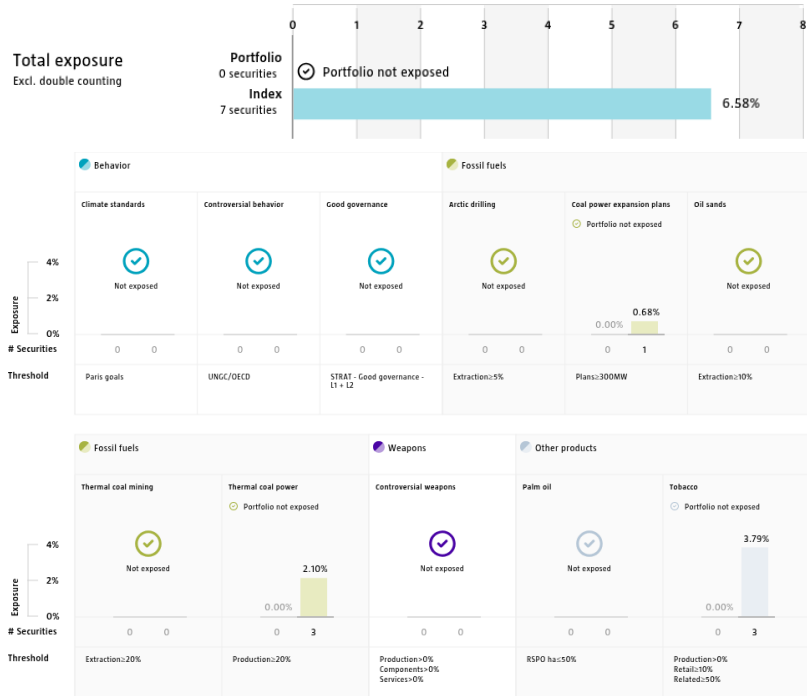 0 1 2 3 4 5 6 7 8
Total exposure
Excl. double counting
Portfolio
0 securities
Portfolio not exposed
Index
7 securities
6.58%
Behavior
Fossil fuels
Climate standards
Controversial behavior
Good governance
Arctic drilling
Coal power expansion plans
Oil sands
Portfolio not exposed
Not exposed
Not exposed
Not exposed
Not exposed
Not exposed
Exposure
4%
2%
0%
0.00%
0.68%
# Securities
0 0
0 0
0 0
0 0
0 1
0 0
Threshold
Paris goals
UNGC/OECD
STRAT - Good governance -
L1 + L2
Extraction≥5%
Plans≥300MW
Extraction≥10%
Fossil fuels
Weapons
Other products
Thermal coal mining
Thermal coal power
Controversial weapons
Palm oil
Tobacco
Portfolio not exposed
Portfolio not exposed
Not exposed
Not exposed
Not exposed
Exposure
4%
2%
0%
0.00%
2.10%
0.00%
3.79%
# Securities
0 0
0 3
0 0
0 0
0 3
Threshold
Extraction≥20%
Production≥20%
Production>0%
Components>0%
Services>0%
RSPO ha≤50%
Production>0%
Retail≥10%
Related≥50%